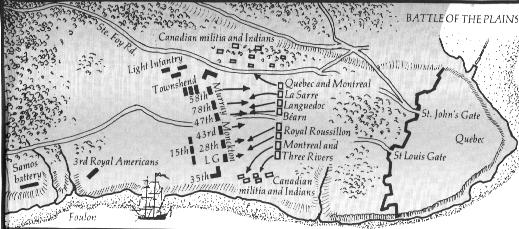 BATTLE OF THE PLAINS
Ste. Foy Rd.
Canadian militia and Indians
Light Infantry
Townshend
Murray
Monckton
58th
78th
47th
43rd
15th
28th
LG
35th
Quebec and Montreal
La Sarre
Languedoc
Béarn
Royal Roussillon
Montreal and
Three Rivers
Canadian
militia and Indians
St. John's Gate
Quebec
St Louis Gate
Samos
battery
3rd Royal Americans
Foulon